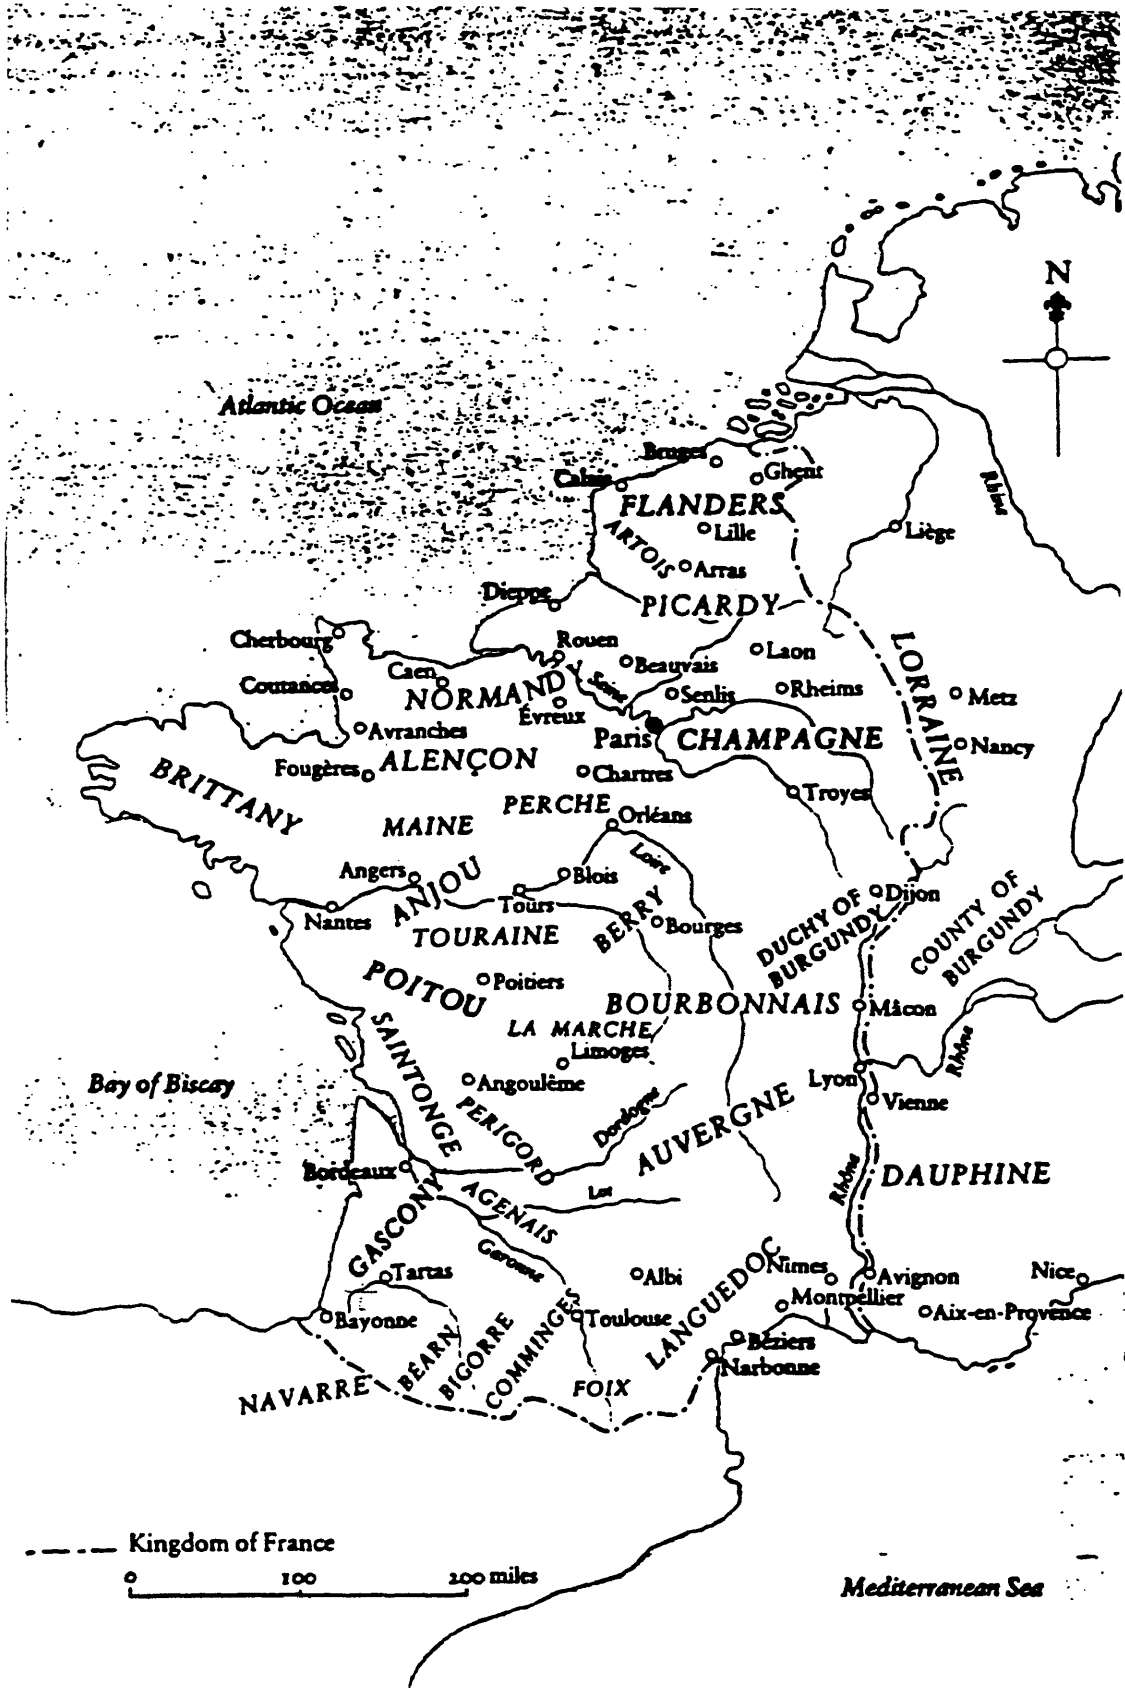 N
Atlantic Ocean
Bruges
Ghent
Calais
FLANDERS
Rhine
Lille
Liège
ARTOIS
Arras
Dieppe
PICARDY
Cherbourg
Rouen
Beauvais
Laon
LORRAINE
Caen
Seine
Coutances
NORMANDY
Senlis
Rheims
Metz
Évreux
Avranches
Paris
CHAMPAGNE
Nancy
Fougères
ALENÇON
Chartres
BRITTANY
Troyes
PERCHE
Orléans
MAINE
Loire
Angers
Blois
ANJOU
Dijon
Nantes
Tours
BERRY
Bourges
DUCHY OF
BURGUNDY
COUNTY OF
BURGUNDY
TOURAINE
POITOU
Poitiers
BOURBONNAIS
Mâcon
LA MARCHE
SAINTONGE
Limoges
Rhône
Bay of Biscay
Angoulême
Lyon
PERIGORD
Dordogne
AUVERGNE
Vienne
Bordeaux
Rhône
DAUPHINE
AGENAIS
Lot
GASCONY
Garonne
Tartas
Albi
LANGUEDOC
Nîmes
Avignon
Nice
Montpellier
Aix-en-Provence
Bayonne
Toulouse
BÉARN
BIGORRE
COMMINGES
Béziers
Narbonne
NAVARRE
FOIX
Kingdom of France
0 100 200 miles
Mediterranean Sea